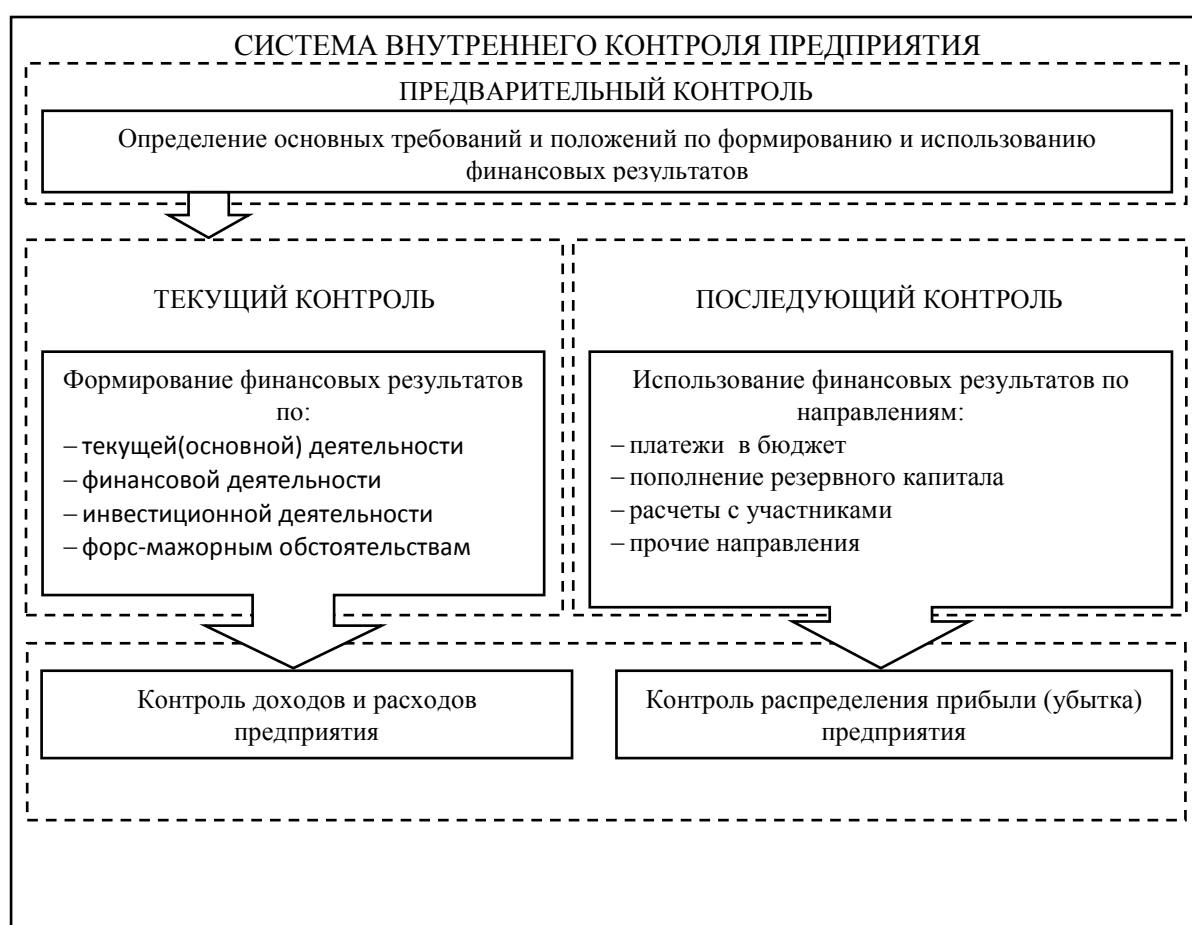 СИСТЕМА ВНУТРЕННЕГО КОНТРОЛЯ ПРЕДПРИЯТИЯ
ПРЕДВАРИТЕЛЬНЫЙ КОНТРОЛЬ
Определение основных требований и положений по формированию и использованию
финансовых результатов
ТЕКУЩИЙ КОНТРОЛЬ
Формирование финансовых результатов
по:
– текущей(основной) деятельности
– финансовой деятельности
– инвестиционной деятельности
– форс-мажорным обстоятельствам
ПОСЛЕДУЮЩИЙ КОНТРОЛЬ
Использование финансовых результатов по
направлениям:
– платежи в бюджет
– пополнение резервного капитала
– расчеты с участниками
– прочие направления
Контроль доходов и расходов
предприятия
Контроль распределения прибыли (убытка)
предприятия